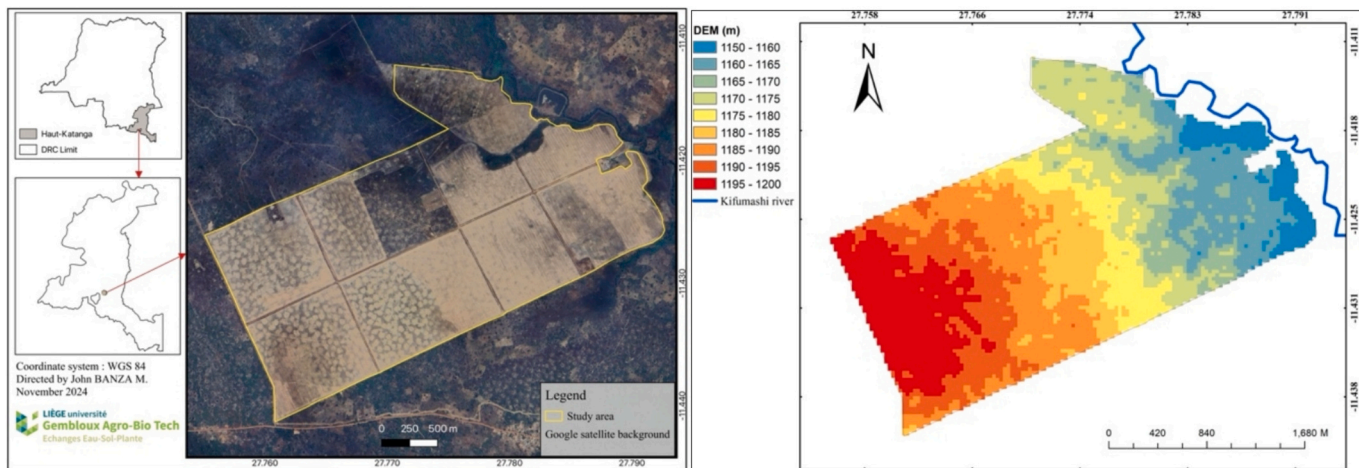 Haut-Katanga
DRC Limit
Coordinate system : WGS 84
Directed by John BANZA M.
November 2024
LIÈGE université
Gembloux Agro-Bio Tech
Echanges Eau-Sol-Plante
-11.410
-11.420
-11.430
-11.440
Legend
Study area
Google satellite background
0 250 500 m
27.760 27.770 27.780 27.790
27.758 27.766 27.774 27.783 27.791
DEM (m)
1150 - 1160
1160 - 1165
1165 - 1170
1170 - 1175
1175 - 1180
1180 - 1185
1185 - 1190
1190 - 1195
1195 - 1200
Kifumashi river
N
-11.411
-11.418
-11.425
-11.431
-11.438
0 420 840 1,680 M